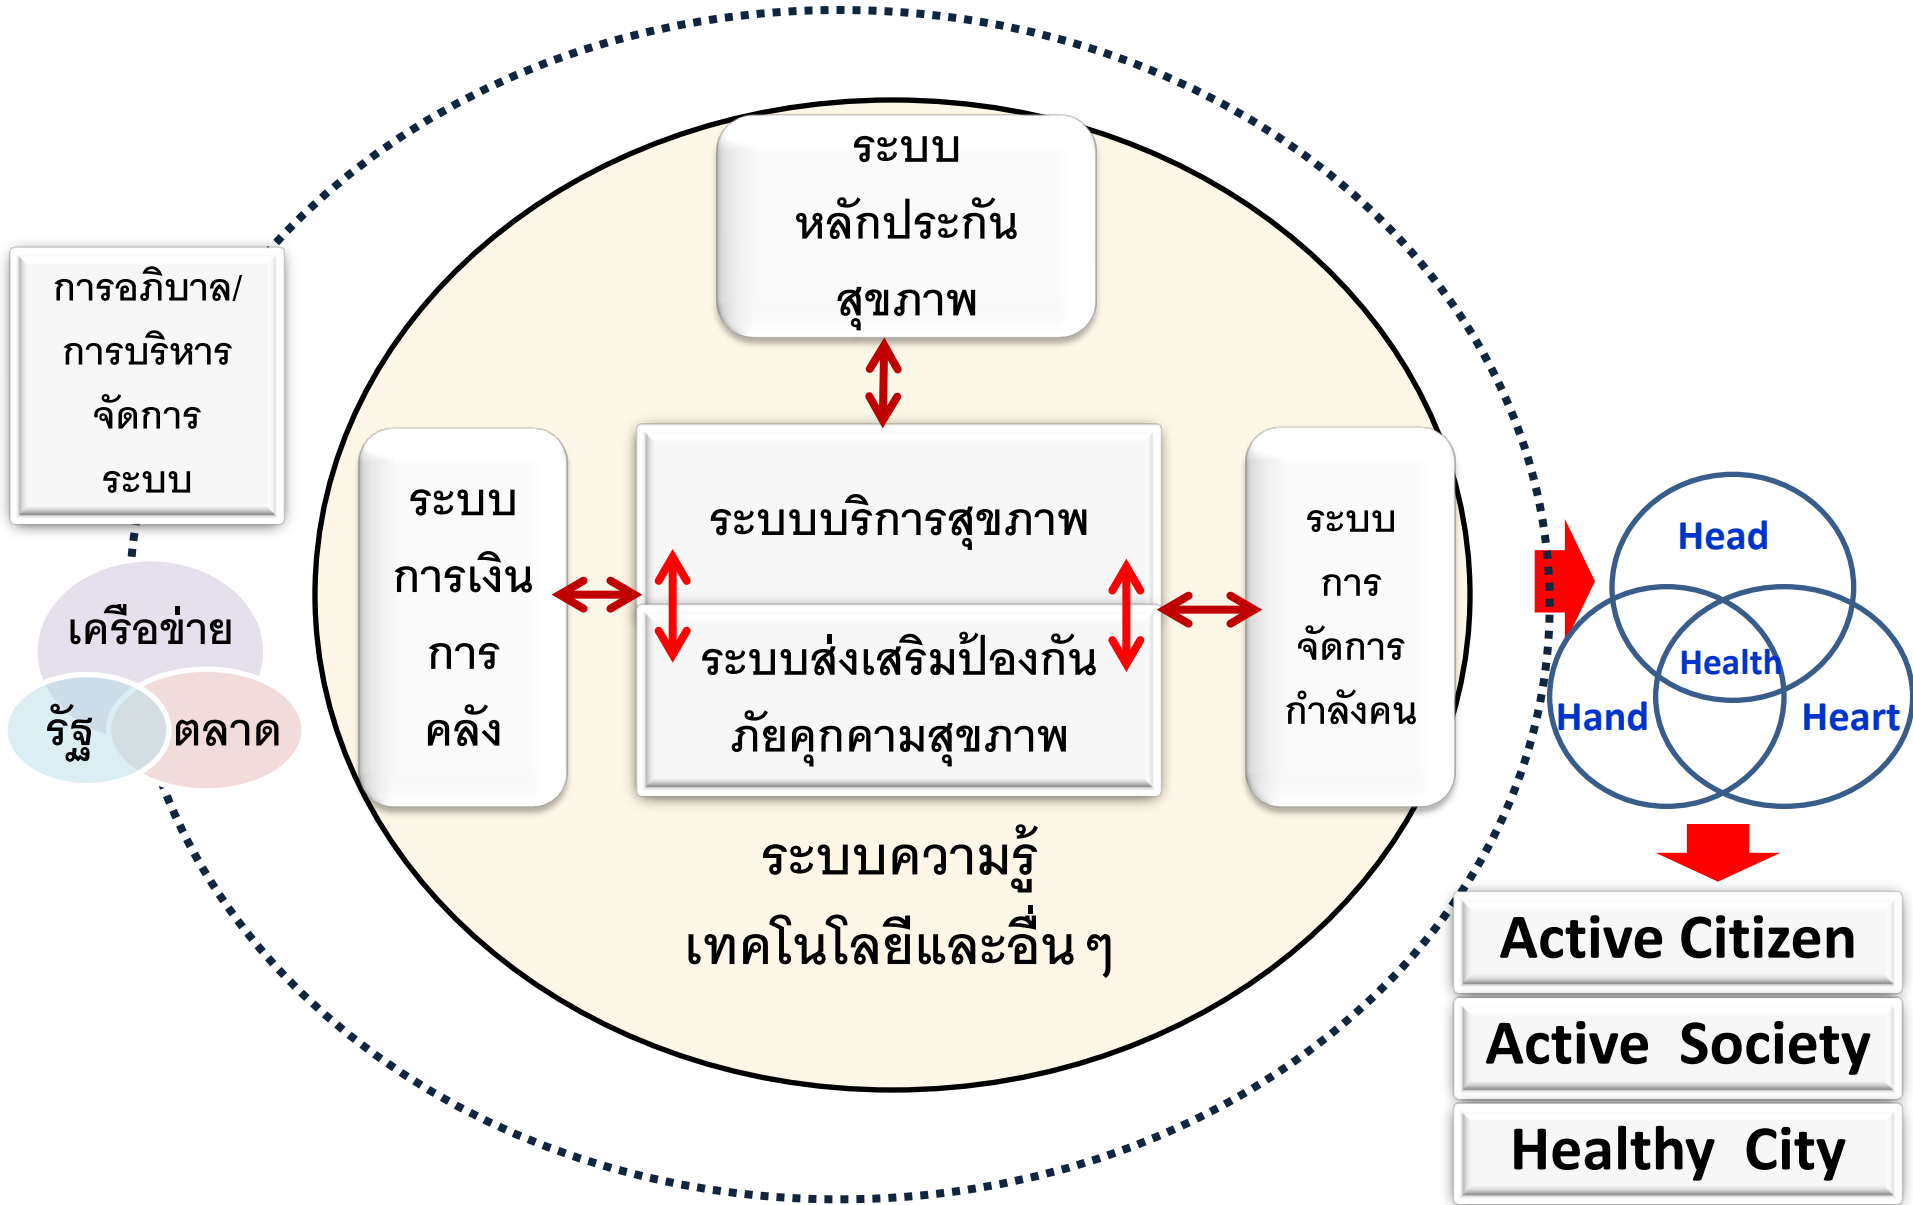 ระบบ
หลักประกัน
สุขภาพ
การอภิบาล/
การบริหาร
จัดการ
ระบบ
เครือข่าย
รัฐ
ตลาด
ระบบ
การเงิน
การ
คลัง
ระบบบริการสุขภาพ
ระบบส่งเสริมป้องกัน
ภัยคุกคามสุขภาพ
ระบบ
การ
จัดการ
กำลังคน
ระบบความรู้
เทคโนโลยีและอื่น ๆ
Head
Health
Hand
Heart
Active Citizen
Active Society
Healthy City